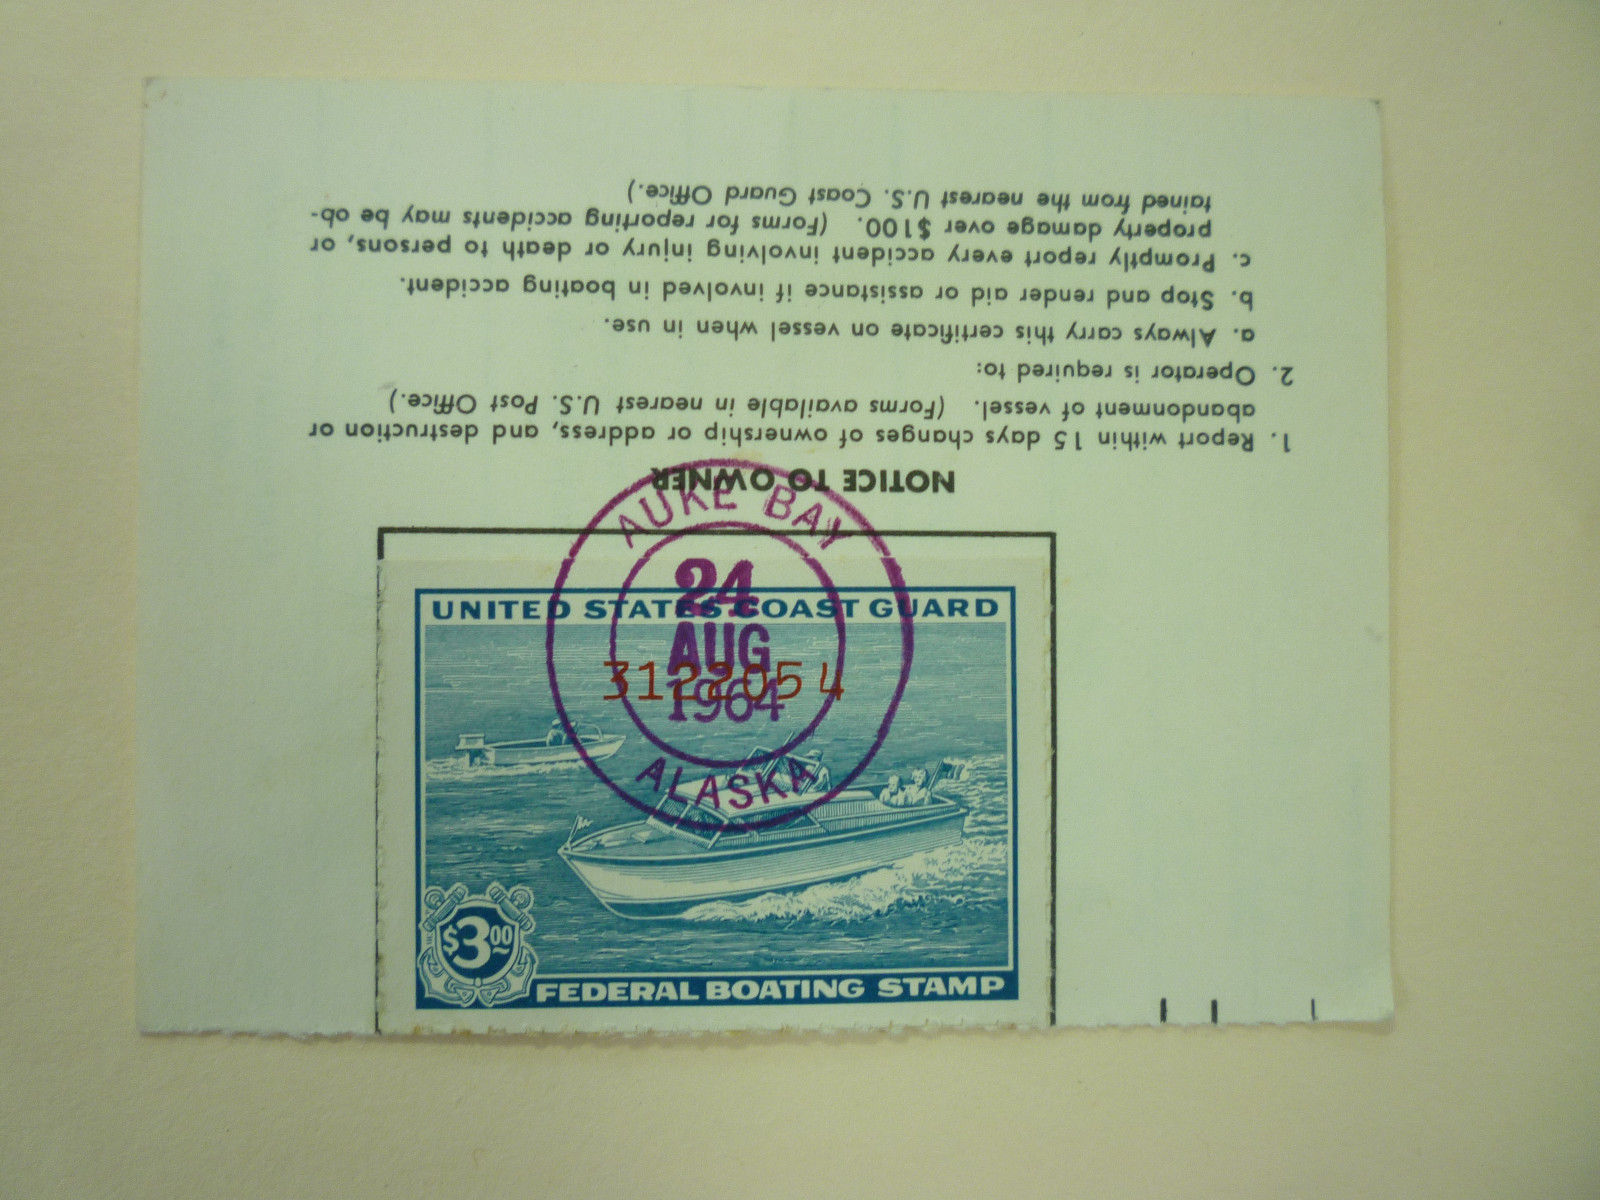 NOTICE TO OWNER
1. Report within 15 days changes of ownership or address, and destruction or
abandonment of vessel. (Forms available in nearest U.S. Post Office.)
2. Operator is required to:
a. Always carry this certificate on vessel when in use.
b. Stop and render aid or assistance if involved in boating accident.
c. Promptly report every accident involving injury or death to persons, or
property damage over $100. (Forms for reporting accidents may be ob-
tained from the nearest U.S. Coast Guard Office.)
AUKE BAY
24
AUG
1964
ALASKA
UNITED STATES COAST GUARD
3122054
$3.00
FEDERAL BOATING STAMP